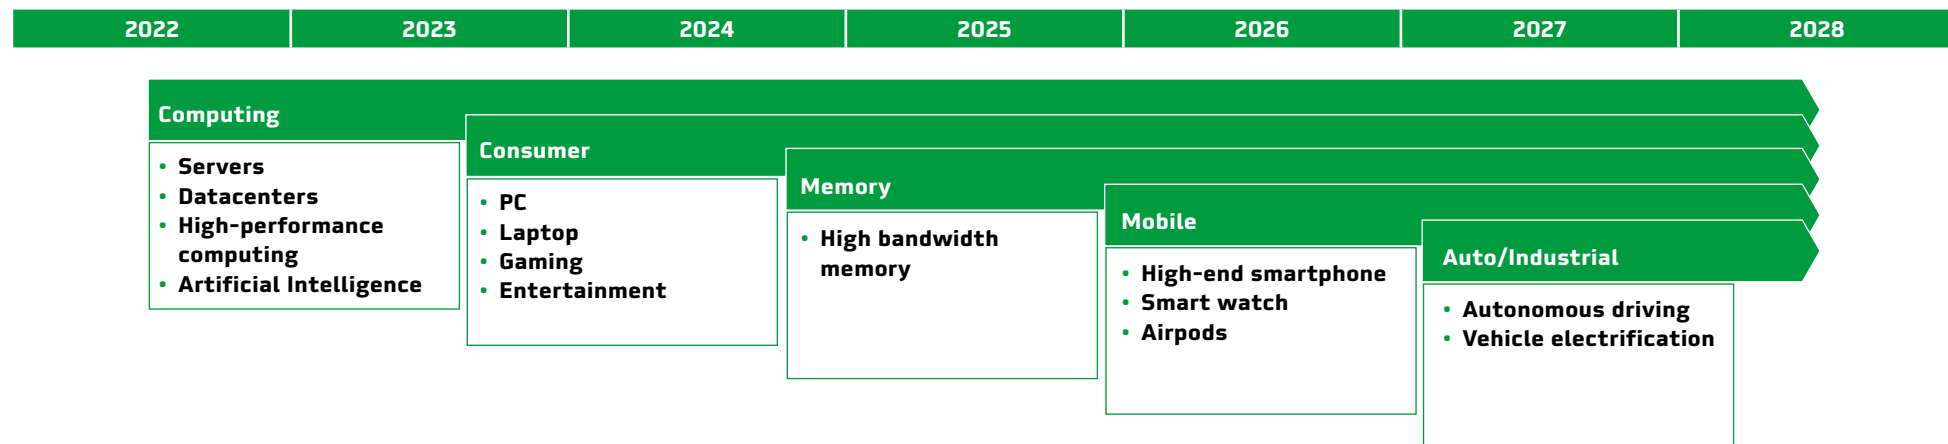 2022 2023 2024 2025 2026 2027 2028
Computing
• Servers
• Datacenters
• High-performance
computing
• Artificial Intelligence
Consumer
• PC
• Laptop
• Gaming
• Entertainment
Memory
• High bandwidth
memory
Mobile
• High-end smartphone
• Smart watch
• Airpods
Auto/Industrial
• Autonomous driving
• Vehicle electrification